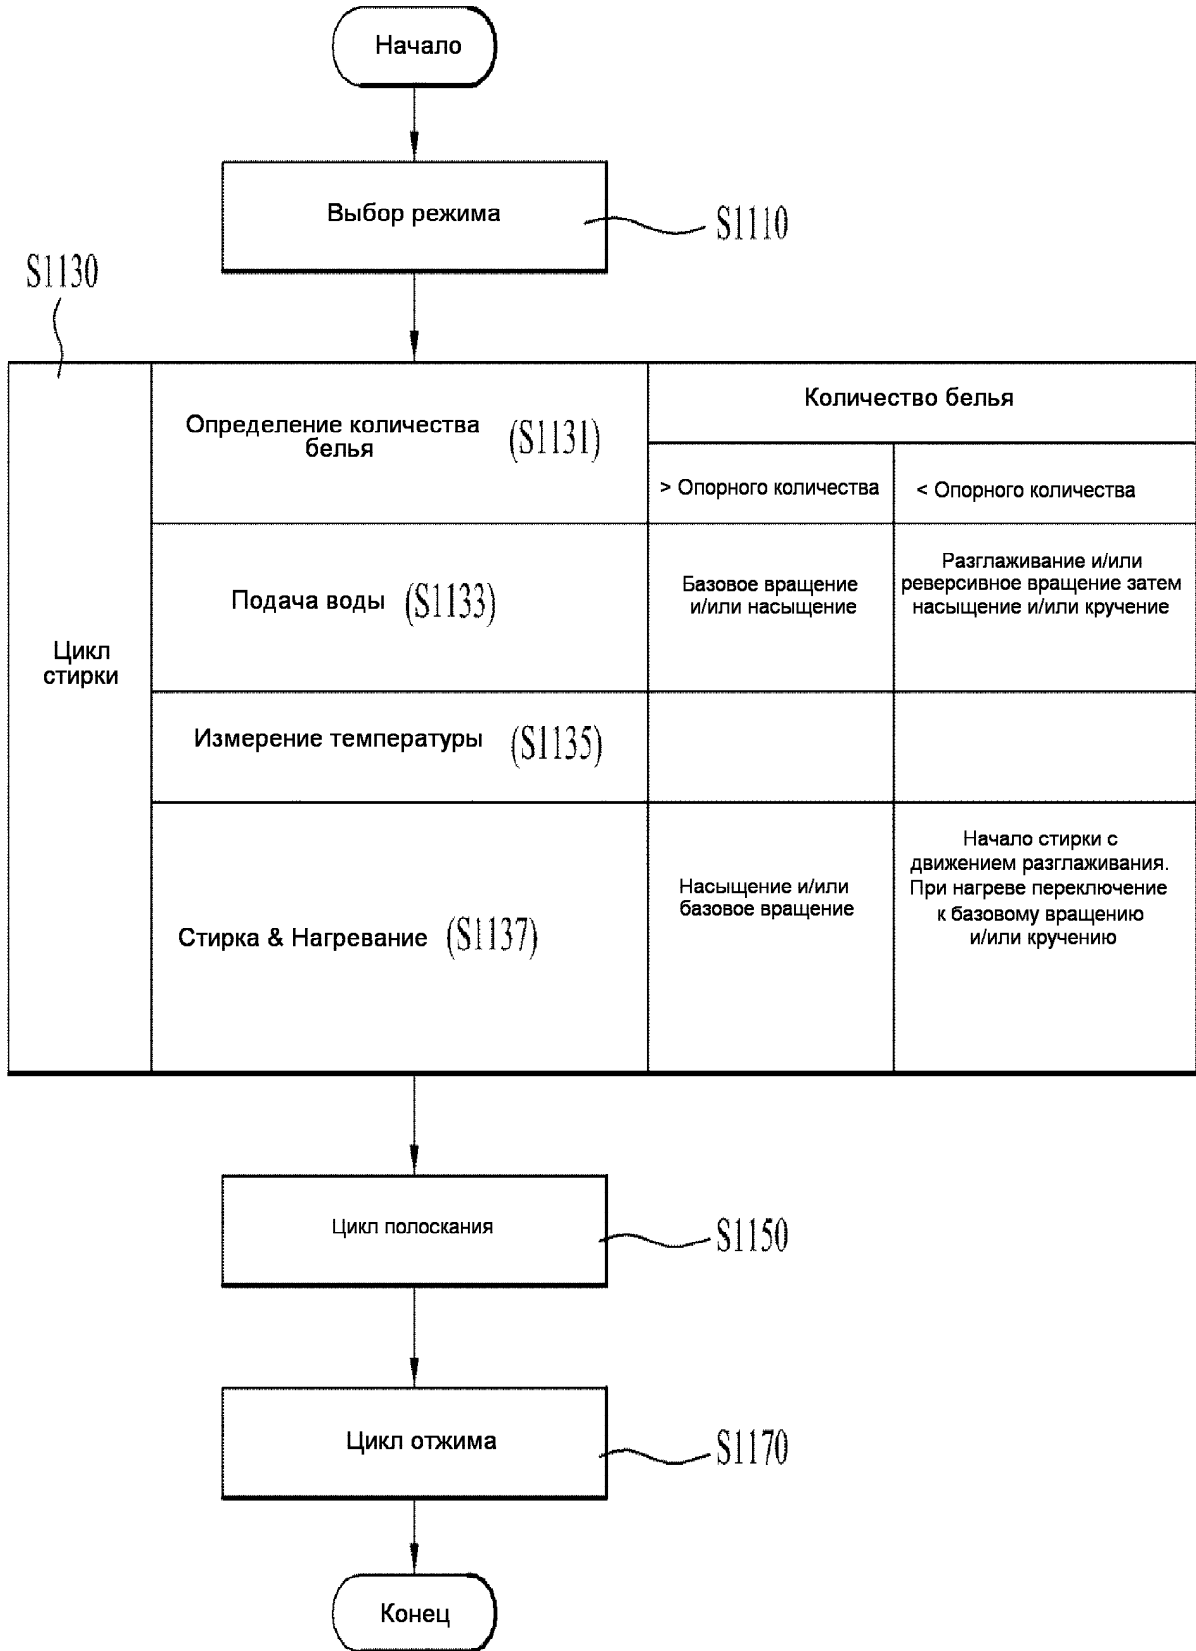 Начало
Выбор режима
S1110
S1130
Цикл
стирки
Определение количества
белья
(S1131)
Количество белья
> Опорного количества
< Опорного количества
Подача воды (S1133)
Базовое вращение
и/или насыщение
Разглаживание и/или
реверсивное вращение затем
насыщение и/или кручение
Измерение температуры (S1135)
Стирка & Нагревание (S1137)
Насыщение и/или
базовое вращение
Начало стирки с
движением разглаживания.
При нагреве переключение
к базовому вращению
и/или кручению
Цикл полоскания
S1150
Цикл отжима
S1170
Конец